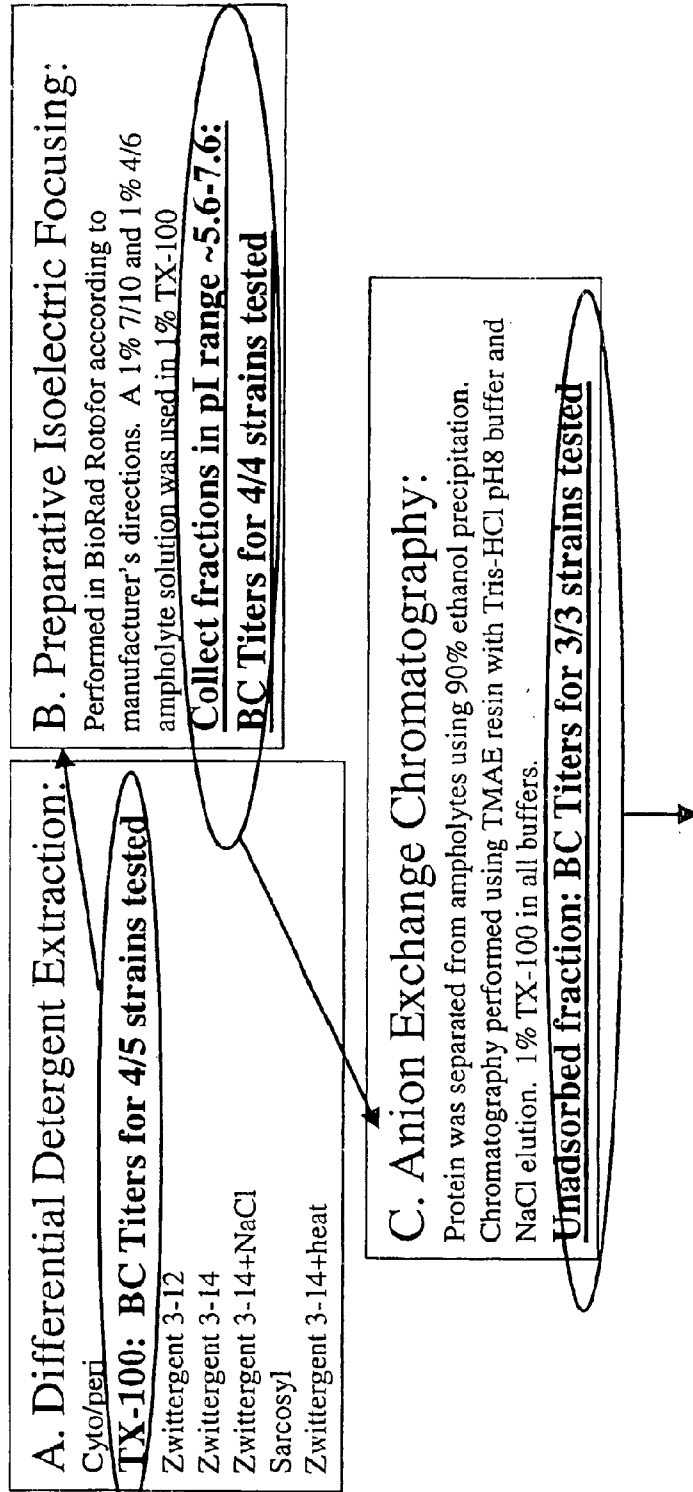 A. Differential Detergent Extraction:
Cyto/peri
TX-100: BC Titers for 4/5 strains tested
Zwittergent 3-12
Zwittergent 3-14
Zwittergent 3-14+NaCl
Sarcosyl
Zwittergent 3-14+heat
B. Preparative Isoelectric Focusing:
Performed in BioRad Rotofor acccording to
manufacturer's directions. A 1% 7/10 and 1% 4/6
ampholyte solution was used in 1% TX-100
Collect fractions in pI range ~5.6-7.6:
BC Titers for 4/4 strains tested
C. Anion Exchange Chromatography:
Protein was separated from ampholytes using 90% ethanol precipitation.
Chromatography performed using TMAE resin with Tris-HCl pH8 buffer and
NaCl elution. 1% TX-100 in all buffers.
Unadsorbed fraction: BC Titers for 3/3 strains tested